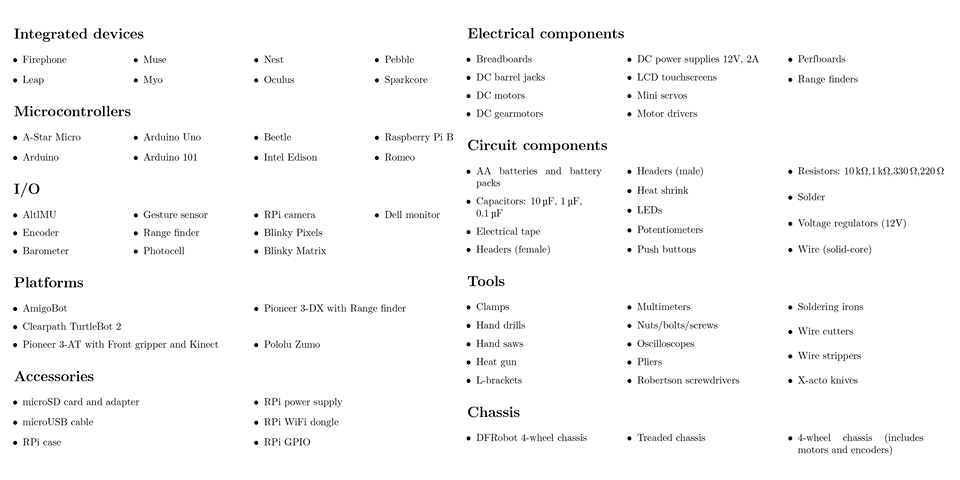 Integrated devices
• Firephone • Muse • Nest • Pebble
• Leap • Myo • Oculus • Sparkcore
Microcontrollers
• A-Star Micro • Arduino Uno • Beetle • Raspberry Pi B
• Arduino • Arduino 101 • Intel Edison • Romeo
I/O
• AltlMU • Gesture sensor • RPi camera • Dell monitor
• Encoder • Range finder • Blinky Pixels
• Barometer • Photocell • Blinky Matrix
Platforms
• AmigoBot • Pioneer 3-DX with Range finder
• Clearpath TurtleBot 2
• Pioneer 3-AT with Front gripper and Kinect • Pololu Zumo
Accessories
• microSD card and adapter • RPi power supply
• microUSB cable • RPi WiFi dongle
• RPi case • RPi GPIO
Electrical components
• Breadboards • DC power supplies 12V, 2A • Perfboards
• DC barrel jacks • LCD touchscreens • Range finders
• DC motors • Mini servos
• DC gearmotors • Motor drivers
Circuit components
• AA batteries and battery
packs
• Capacitors: 10 µF, 1 µF,
0.1 µF
• Electrical tape
• Headers (female)
• Headers (male)
• Heat shrink
• LEDs
• Potentiometers
• Push buttons
• Resistors: 10 kΩ,1 kΩ,330 Ω,220 Ω
• Solder
• Voltage regulators (12V)
• Wire (solid-core)
Tools
• Clamps
• Hand drills
• Hand saws
• Heat gun
• L-brackets
• Multimeters
• Nuts/bolts/screws
• Oscilloscopes
• Pliers
• Robertson screwdrivers
• Soldering irons
• Wire cutters
• Wire strippers
• X-acto knives
Chassis
• DFRobot 4-wheel chassis • Treaded chassis • 4-wheel chassis (includes
motors and encoders)